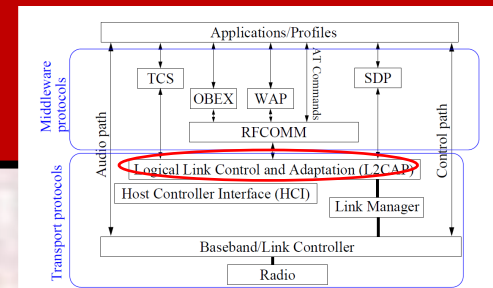 Applications/Profiles
Middleware
protocols
TCS
SDP
AT Commands
OBEX
WAP
RFCOMM
Audio path
Control path
Logical Link Control and Adaptation (L2CAP)
Host Controller Interface (HCI)
Link Manager
Transport protocols
Baseband/Link Controller
Radio